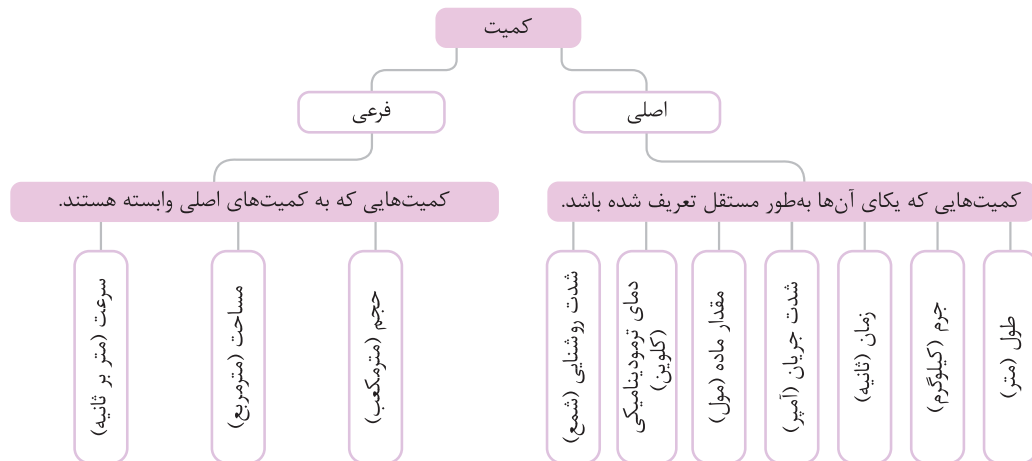 کمیت
اصلی
فرعی
کمیت‌هایی که یکای آن‌ها به‌طور مستقل تعریف شده باشد.
کمیت‌هایی که به کمیت‌های اصلی وابسته هستند.
طول (متر)
جرم (کیلوگرم)
زمان (ثانیه)
شدت جریان (آمپر)
مقدار ماده (مول)
دمای ترمودینامیکی
(کلوین)
شدت روشنایی (شمع)
حجم (مترمکعب)
مساحت (مترمربع)
سرعت (متر بر ثانیه)